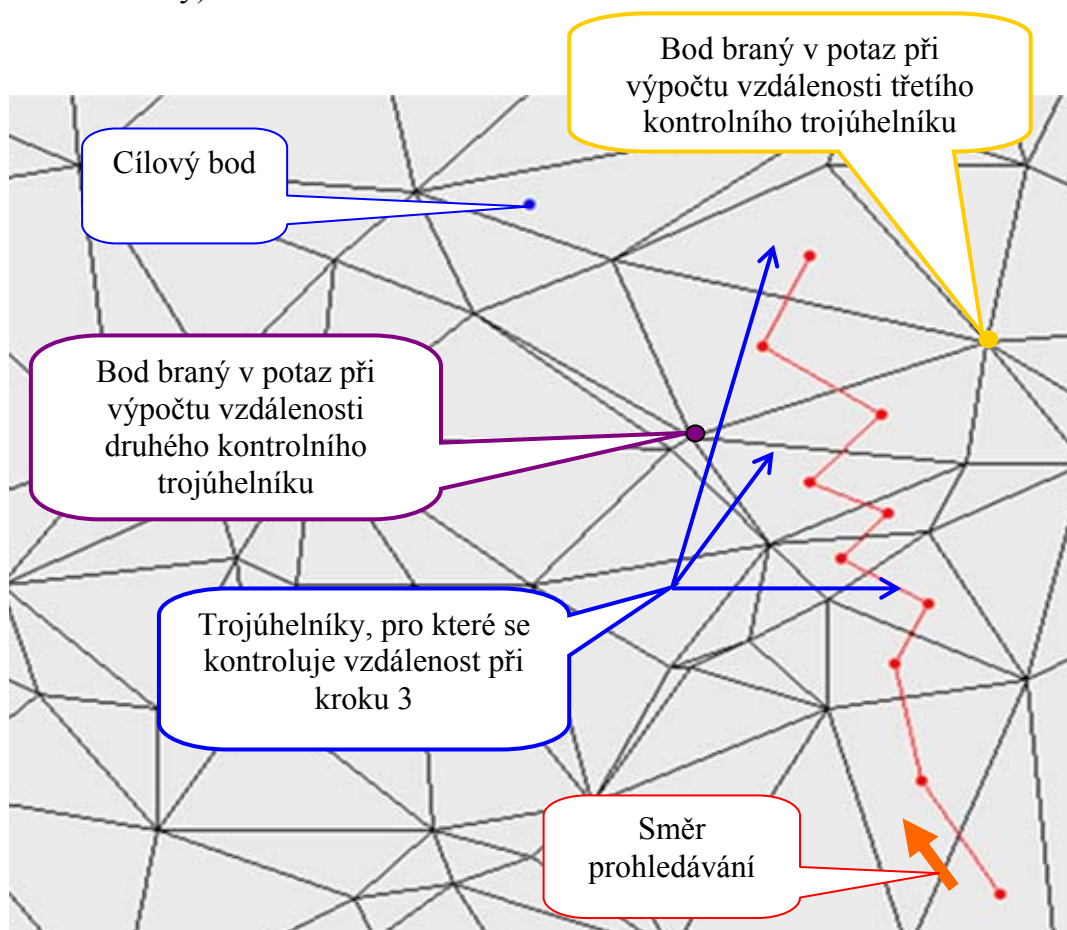 Bod braný v potaz při
výpočtu vzdálenosti třetího
kontrolního trojúhelníku
Cílový bod
Bod braný v potaz při
výpočtu vzdálenosti
druhého kontrolního
trojúhelníku
Trojúhelníky, pro které se
kontroluje vzdálenost při
kroku 3
Směr
prohledávání